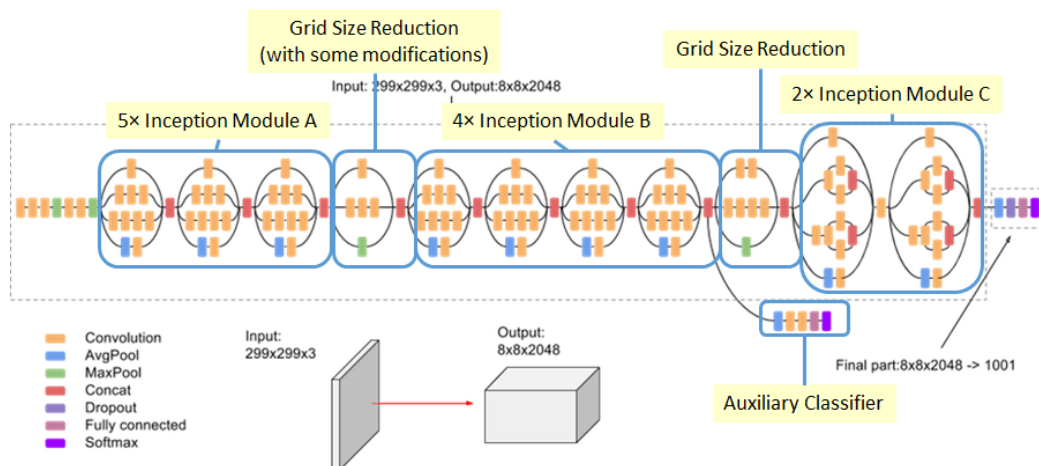 Grid Size Reduction
(with some modifications)
Grid Size Reduction
Input: 299x299x3, Output:8x8x2048
5× Inception Module A
4× Inception Module B
2× Inception Module C
Convolution
AvgPool
MaxPool
Concat
Dropout
Fully connected
Softmax
Input:
299x299x3
Output:
8x8x2048
Final part:8x8x2048 -> 1001
Auxiliary Classifier